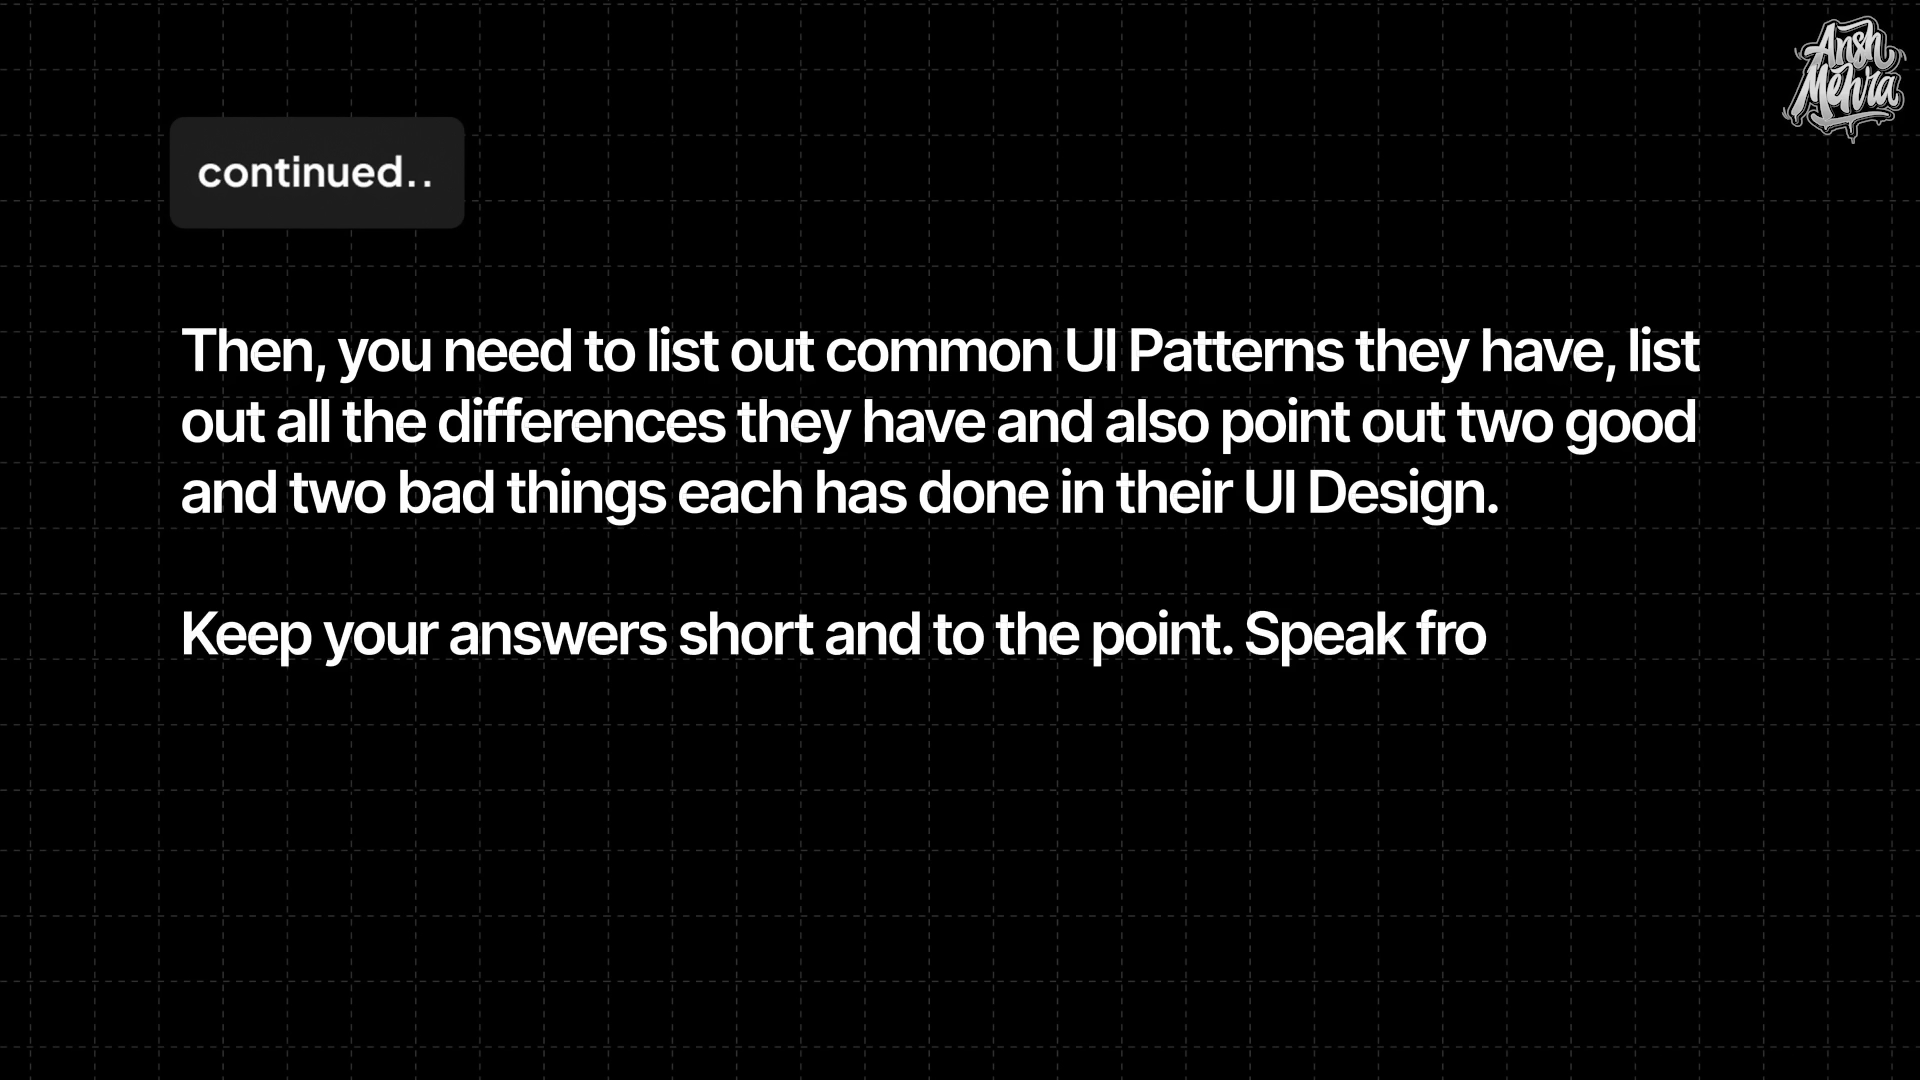 Ansh
Mehra
continued..
Then, you need to list out common UI Patterns they have, list
out all the differences they have and also point out two good
and two bad things each has done in their UI Design.
Keep your answers short and to the point. Speak fro